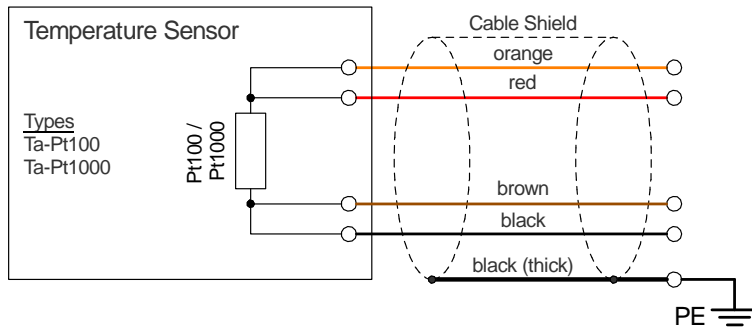 Temperature Sensor
Cable Shield
orange
red
Types
Ta-Pt100
Ta-Pt1000
Pt100 /
Pt1000
brown
black
black (thick)
PE